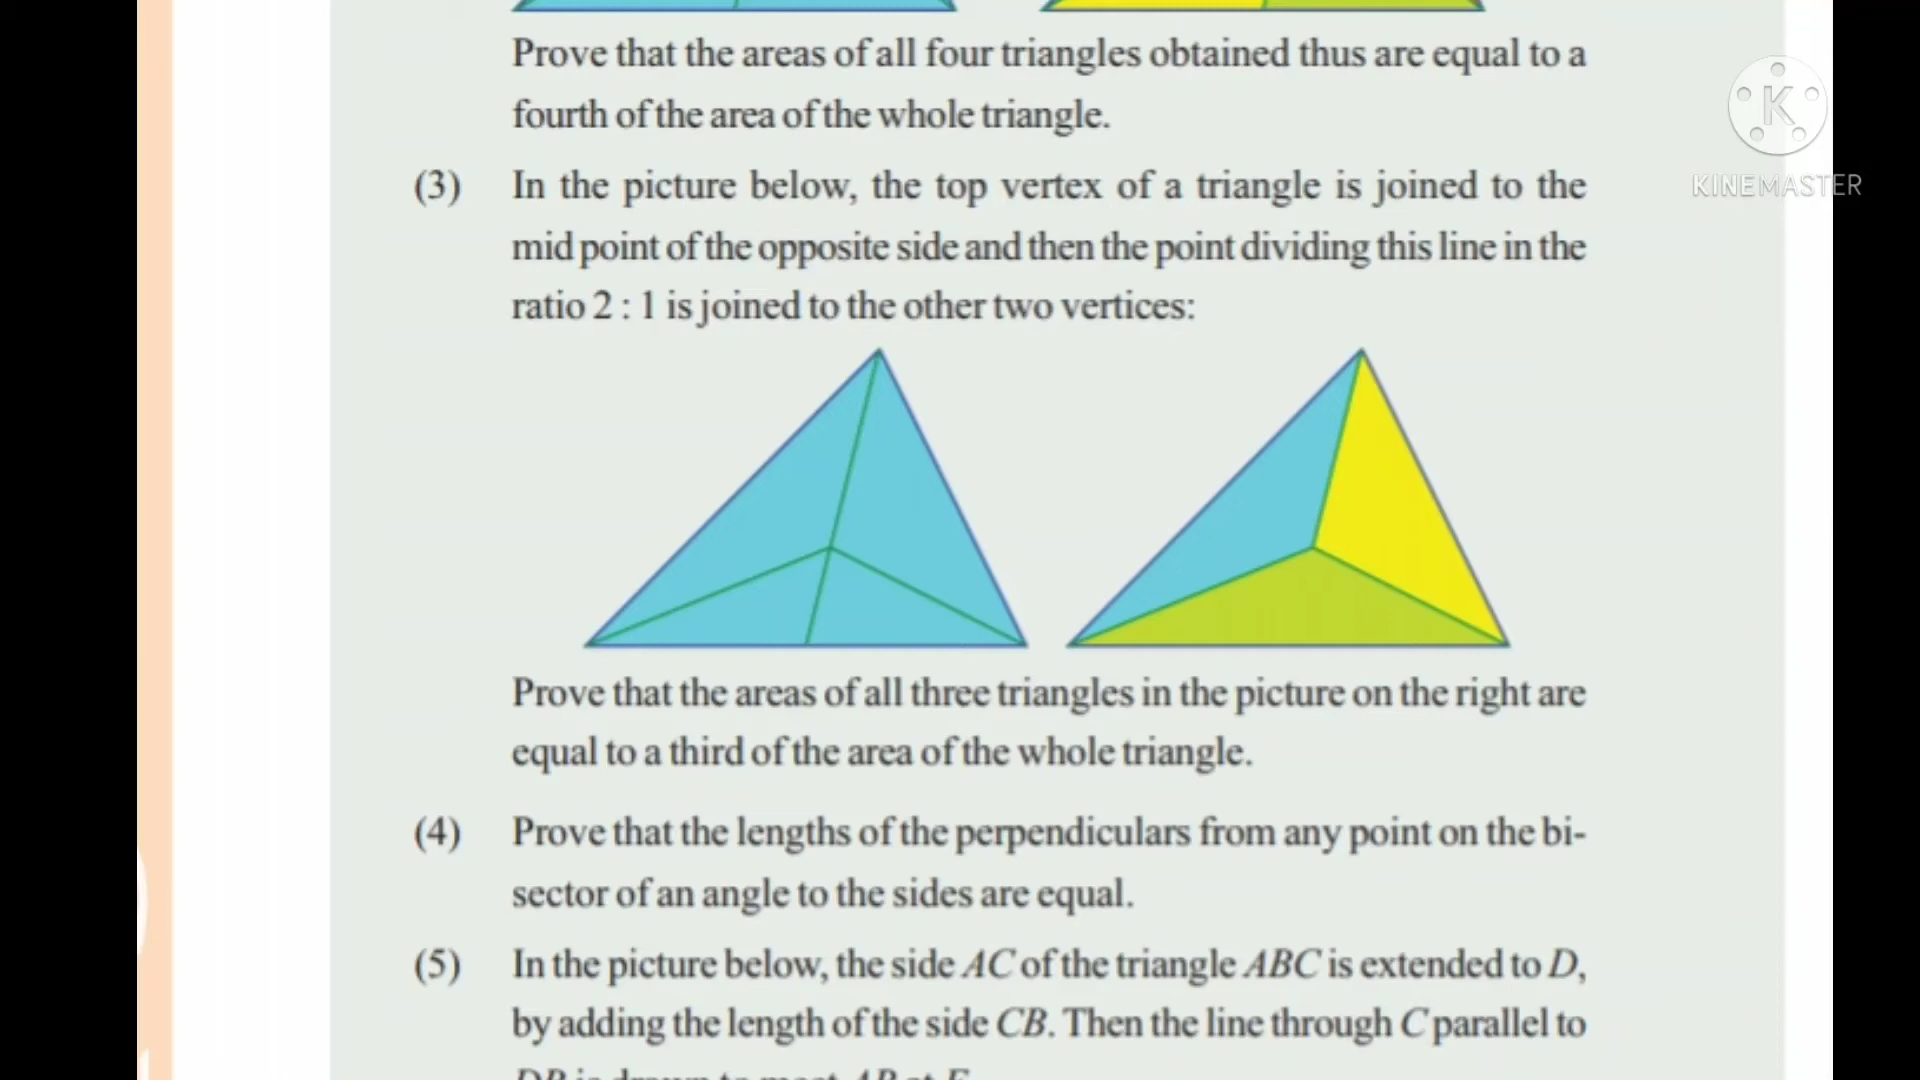 Prove that the areas of all four triangles obtained thus are equal to a
fourth of the area of the whole triangle.
K
KINEMASTER
(3) In the picture below, the top vertex of a triangle is joined to the
mid point of the opposite side and then the point dividing this line in the
ratio 2 : 1 is joined to the other two vertices:
Prove that the areas of all three triangles in the picture on the right are
equal to a third of the area of the whole triangle.
(4) Prove that the lengths of the perpendiculars from any point on the bi-
sector of an angle to the sides are equal.
(5) In the picture below, the side AC of the triangle ABC is extended to D,
by adding the length of the side CB. Then the line through C parallel to